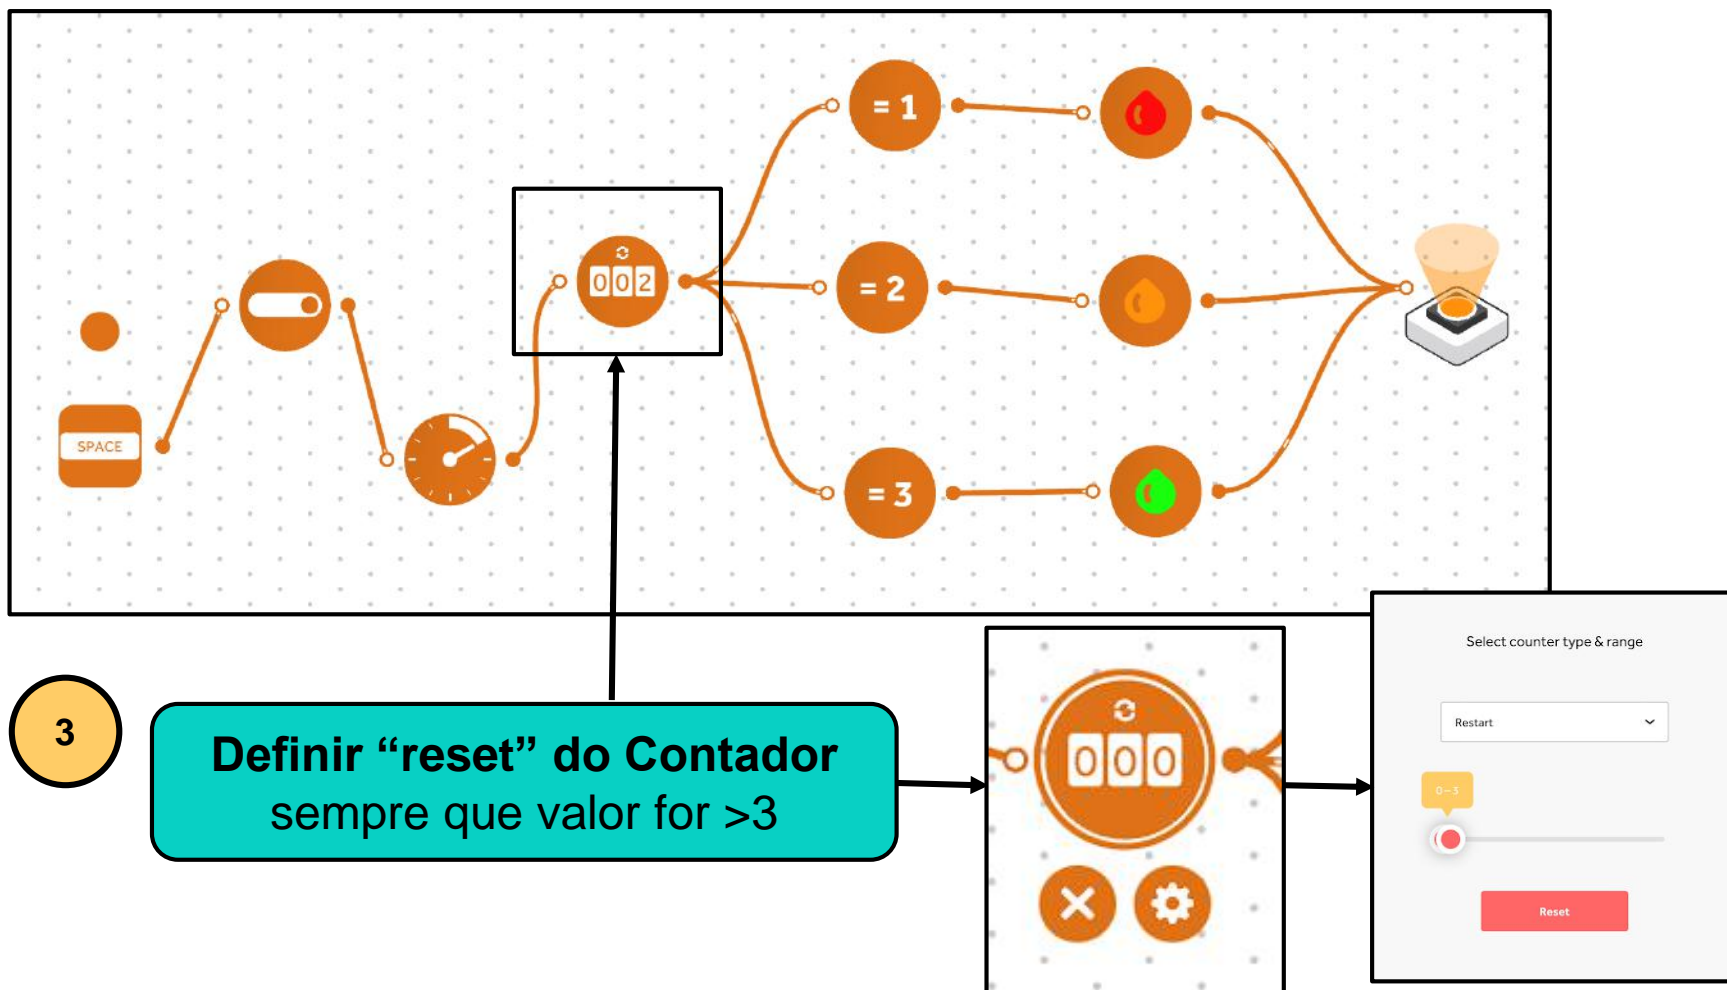 = 1
002
= 2
SPACE
= 3
3
Definir “reset” do Contador
sempre que valor for >3
000
Select counter type & range
Restart
0–3
Reset